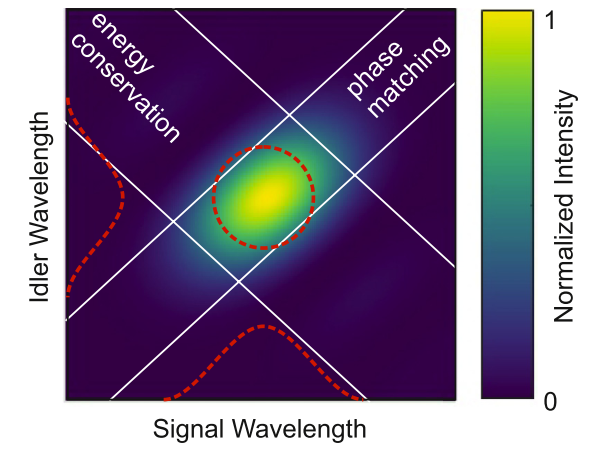 energy
conservation
phase
matching
Idler Wavelength
Signal Wavelength
1
0
Normalized Intensity